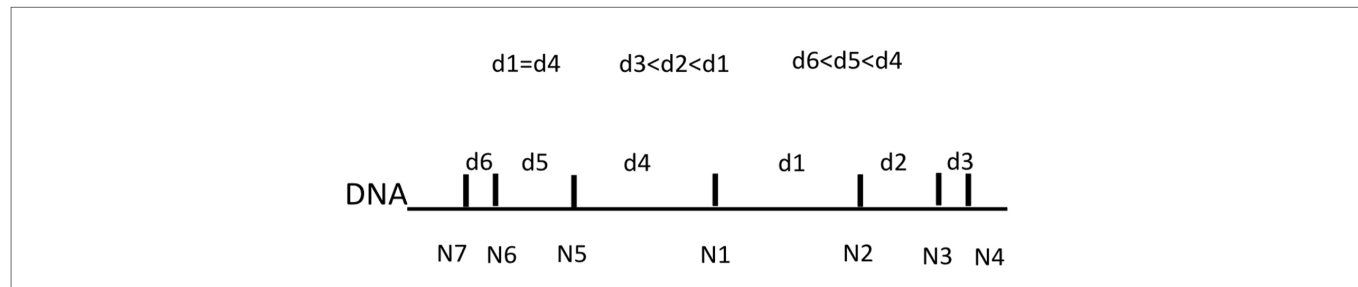 d1=d4 d3<d2<d1 d6<d5<d4
d6 d5 d4 d1 d2 d3
DNA
N7 N6 N5 N1 N2 N3 N4